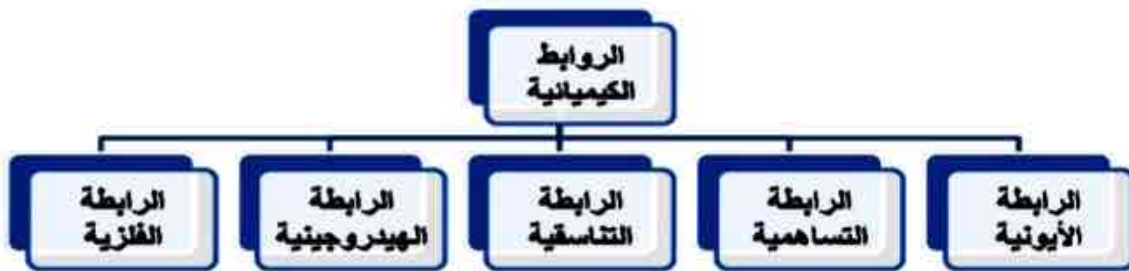 الروابط
الكيميائية
الرابطة
الأيونية
الرابطة
التساهمية
الرابطة
التناسقية
الرابطة
الهيدروجينية
الرابطة
الفلزية